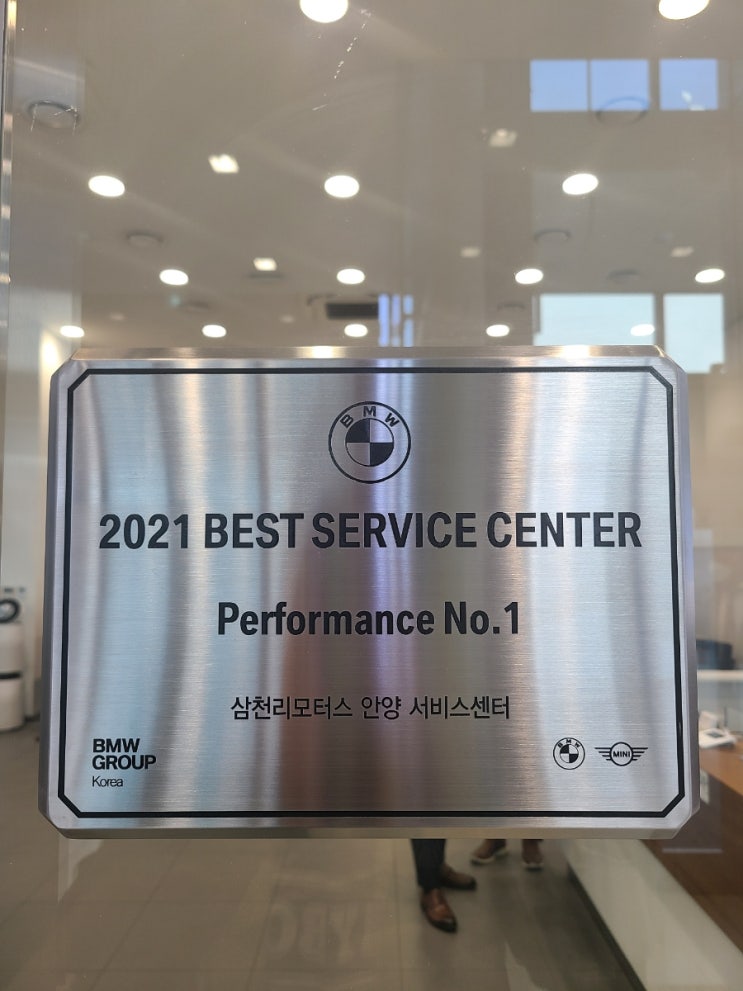 BMW
2021 BEST SERVICE CENTER
Performance No.1
삼천리모터스 안양 서비스센터
BMW
GROUP
Korea
BMW
MINI